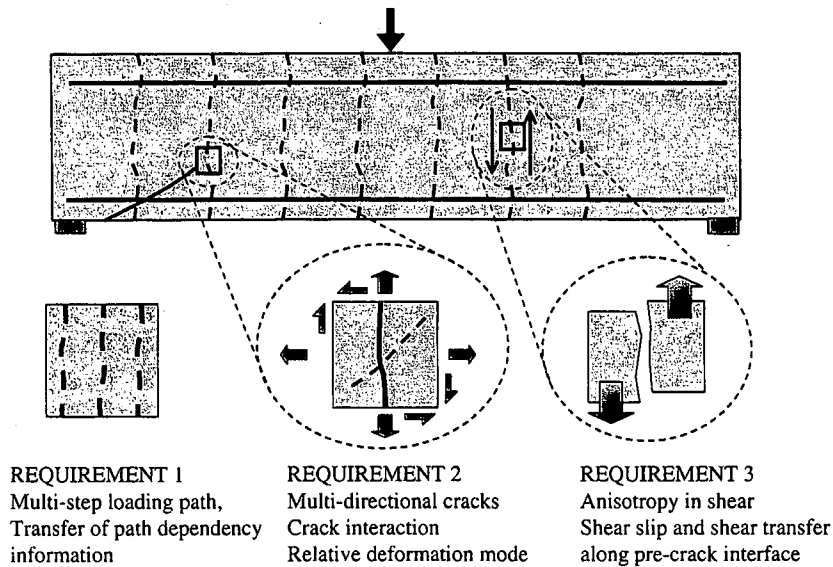 REQUIREMENT 1
Multi-step loading path,
Transfer of path dependency
information
REQUIREMENT 2
Multi-directional cracks
Crack interaction
Relative deformation mode
REQUIREMENT 3
Anisotropy in shear
Shear slip and shear transfer
along pre-crack interface